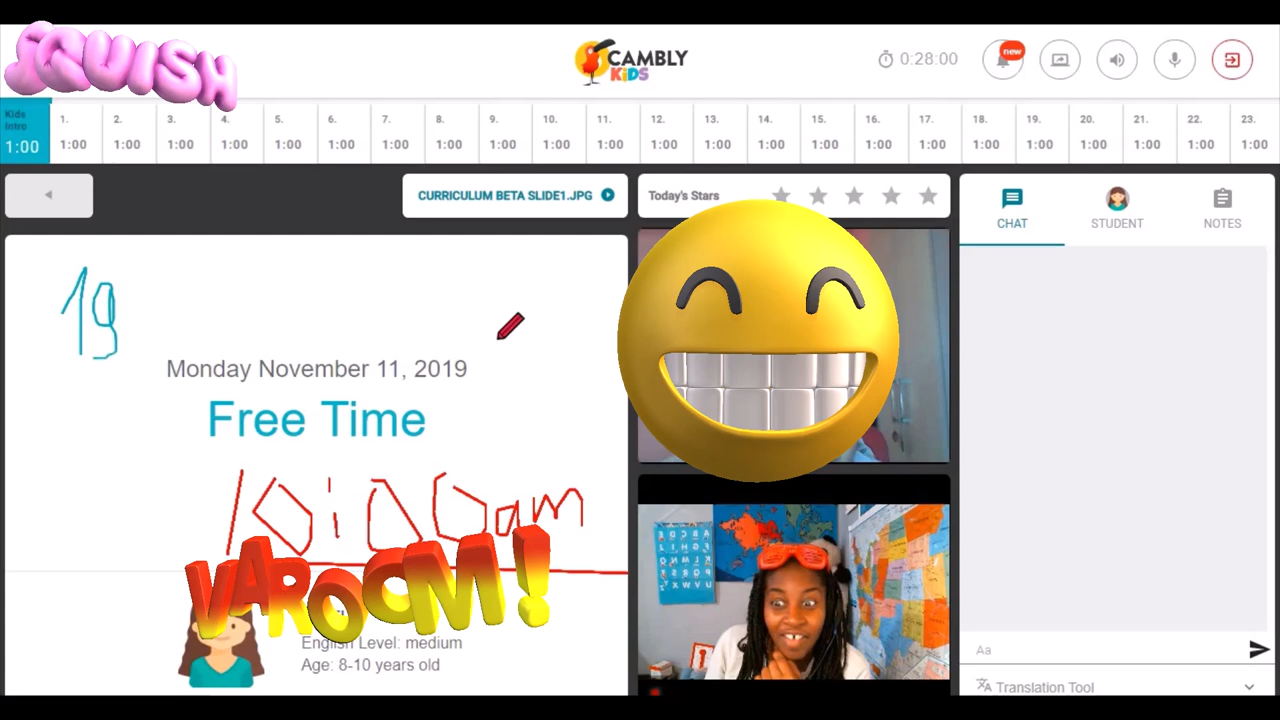 SQUISH
CAMBLY
KIDS
0:28:00
new
Kids
Intro
1:00
1.
1:00
2.
1:00
3.
1:00
4.
1:00
5.
1:00
6.
1:00
7.
1:00
8.
1:00
9.
1:00
10.
1:00
11.
1:00
12.
1:00
13.
1:00
14.
1:00
15.
1:00
16.
1:00
17.
1:00
18.
1:00
19.
1:00
20.
1:00
21.
1:00
22.
1:00
23.
1:00
CURRICULUM BETA SLIDE1.JPG
Today's Stars
CHAT
STUDENT
NOTES
19
Monday November 11, 2019
Free Time
10:00am
VAROOM!
English Level: medium
Age: 8-10 years old
Aa
Translation Tool